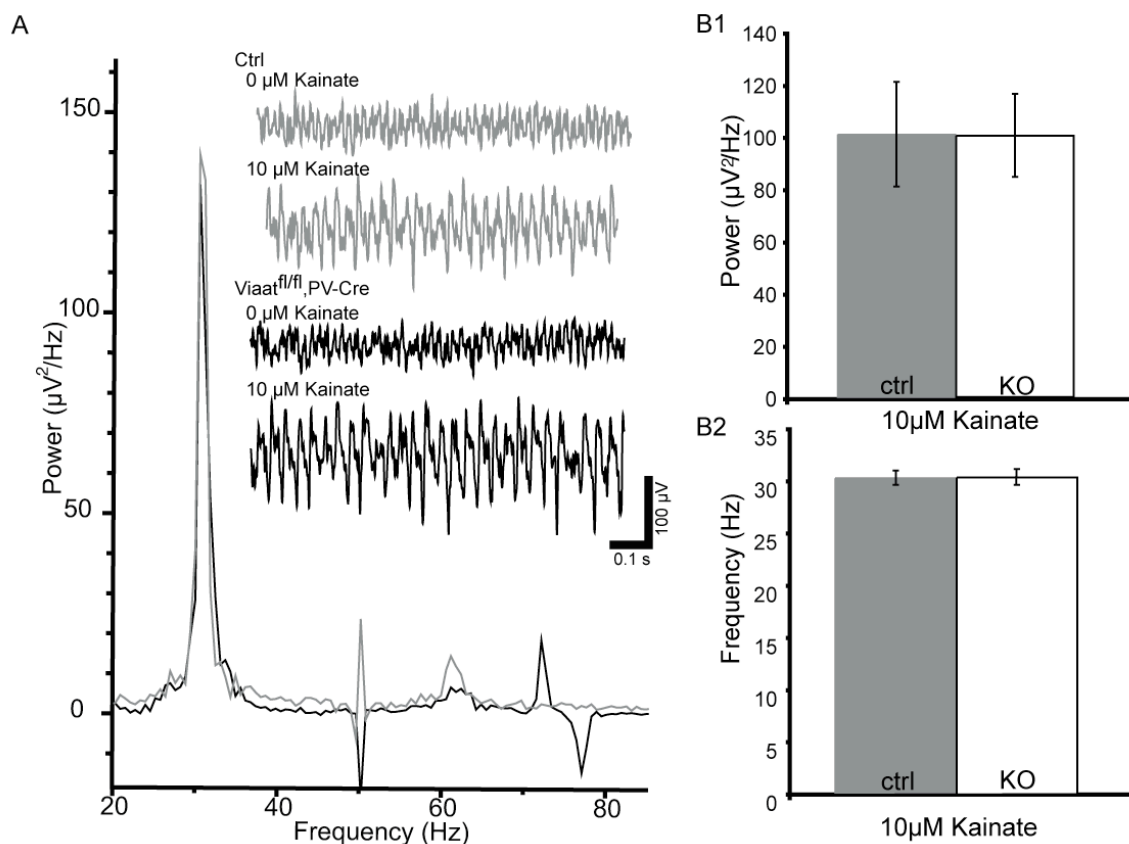 A
Power (µV²/Hz)
150
100
50
0
20
40
60
80
Frequency (Hz)
Ctrl
0 µM Kainate
10 µM Kainate
Viaatfl/fl,PV-Cre
0 µM Kainate
10 µM Kainate
100 µV
0.1 s
B1
Power (µV²/Hz)
140
120
100
80
60
40
20
0
ctrl
KO
10µM Kainate
B2
Frequency (Hz)
35
30
25
20
15
10
5
0
ctrl
KO
10µM Kainate